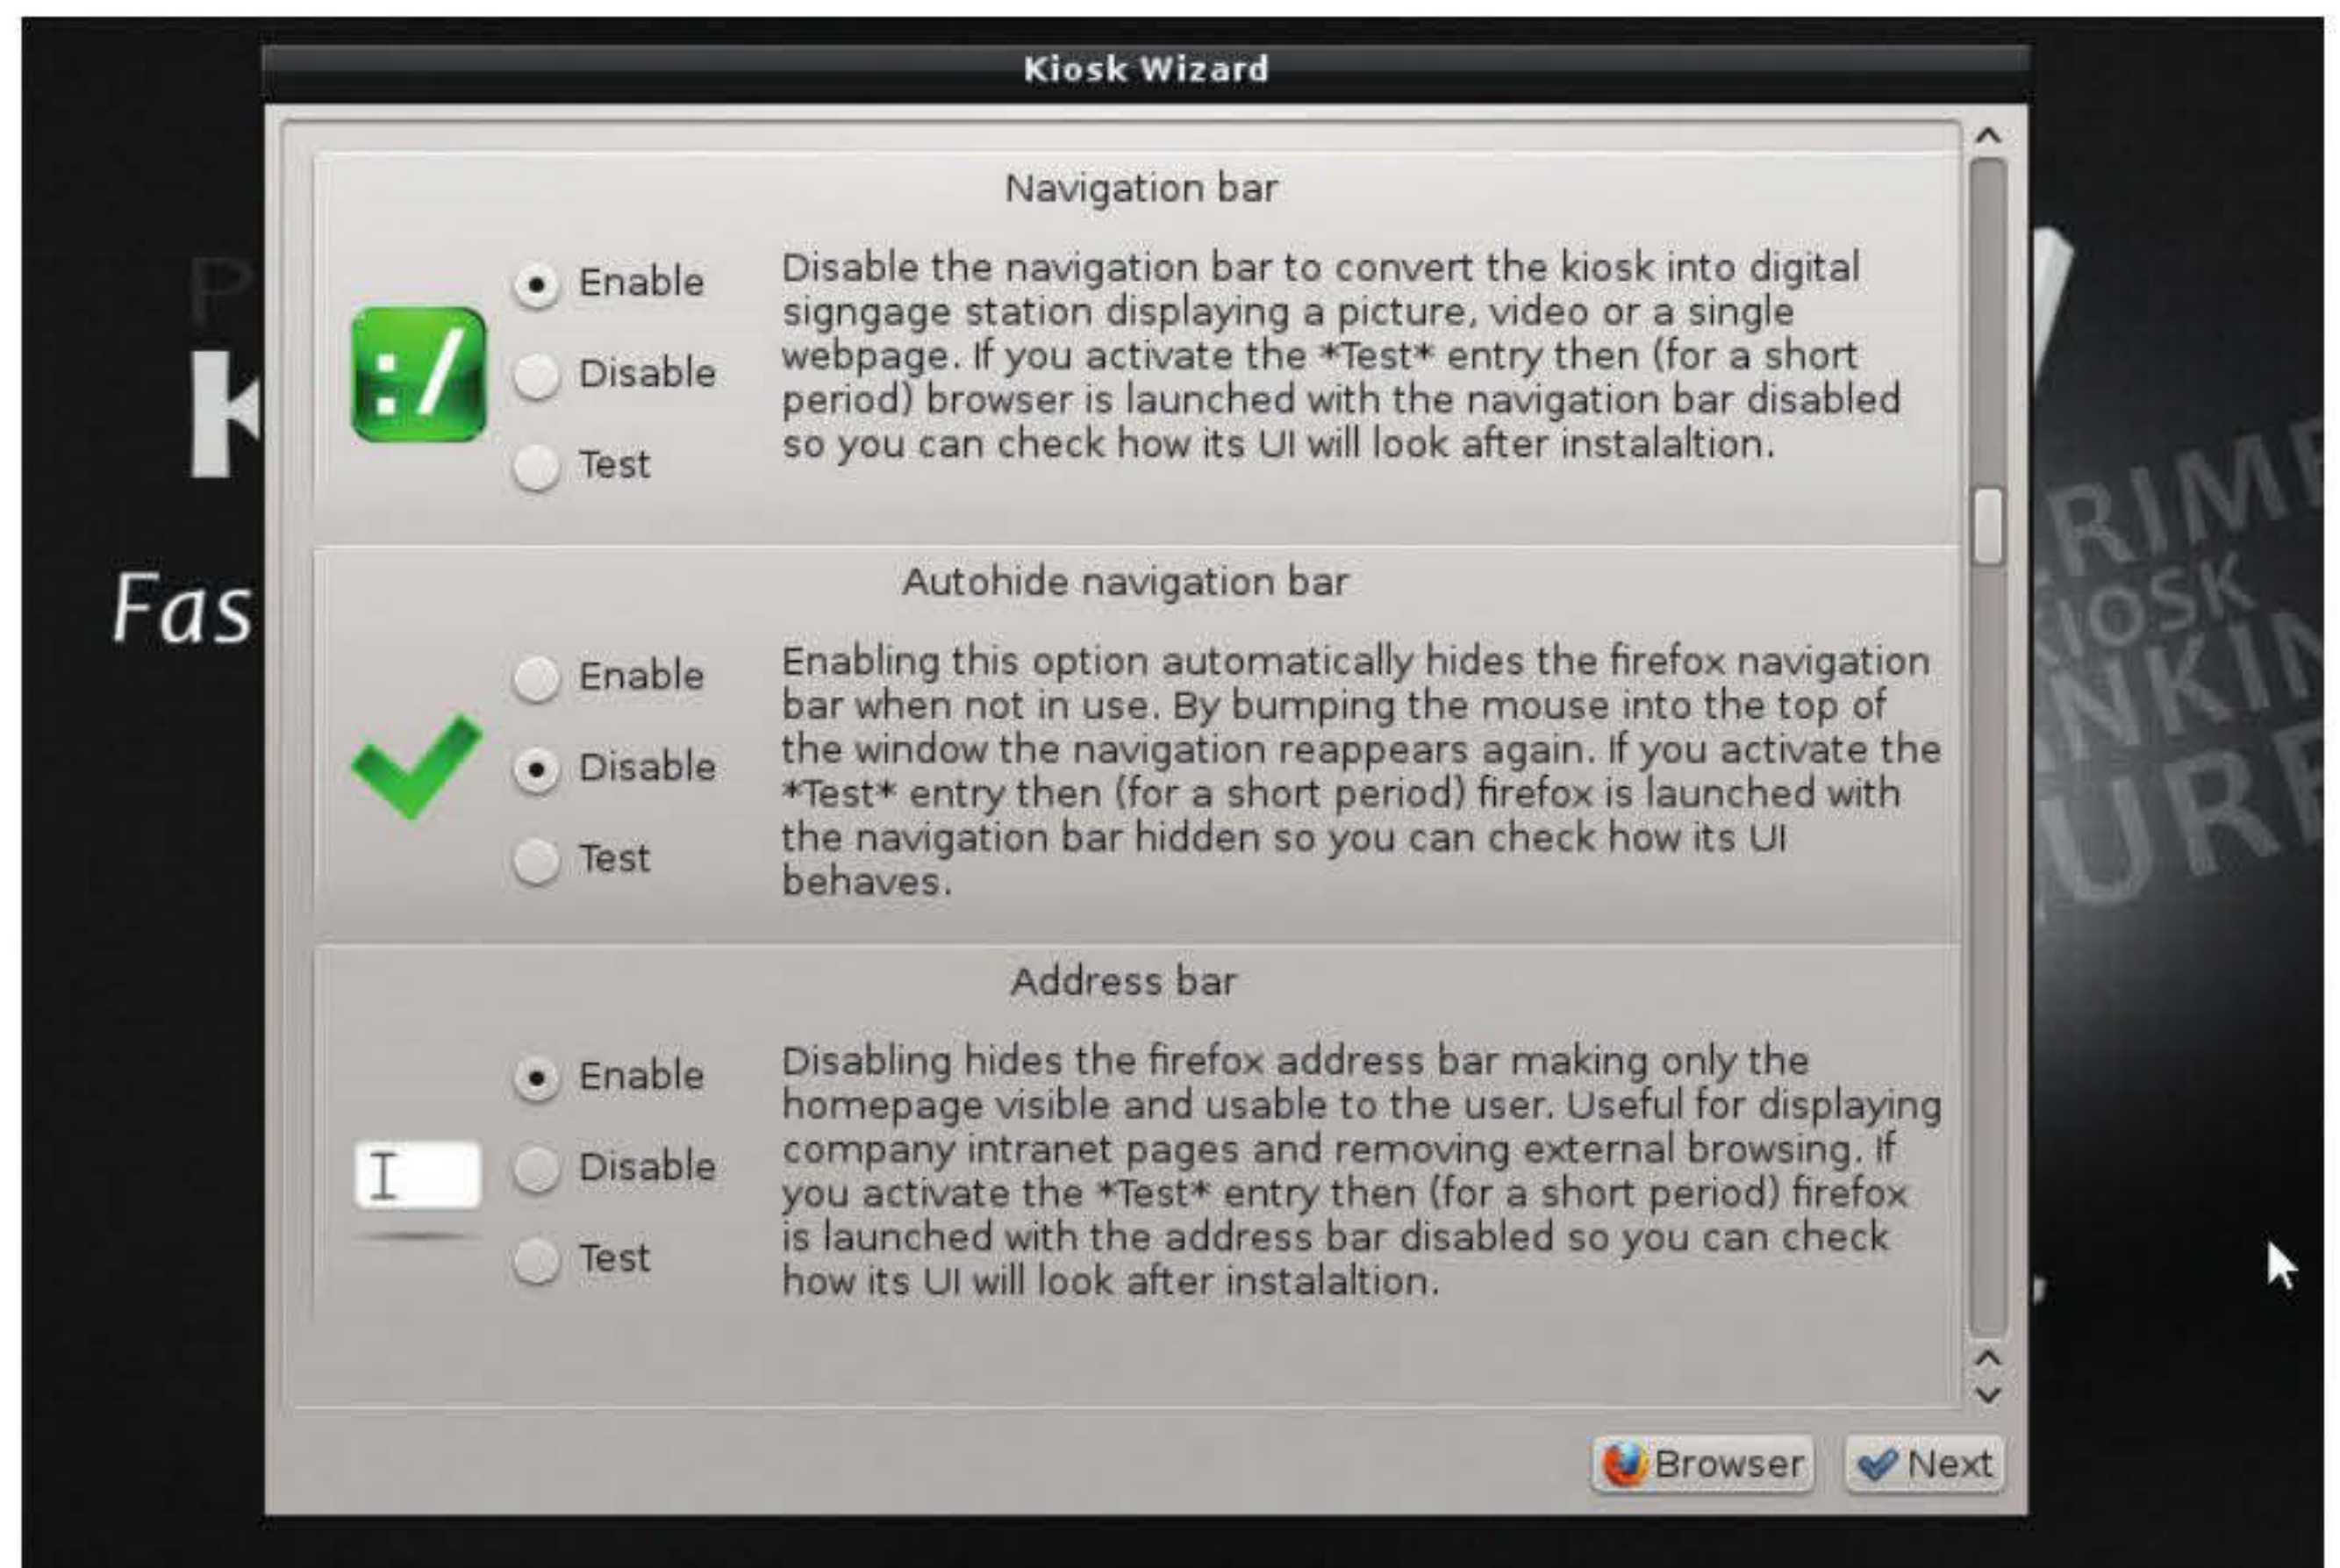 Kiosk Wizard
Navigation bar
Enable
Disable
Test
Disable the navigation bar to convert the kiosk into digital
signgage station displaying a picture, video or a single
webpage. If you activate the *Test* entry then (for a short
period) browser is launched with the navigation bar disabled
so you can check how its UI will look after instalaltion.
Autohide navigation bar
Enable
Disable
Test
Enabling this option automatically hides the firefox navigation
bar when not in use. By bumping the mouse into the top of
the window the navigation reappears again. If you activate the
*Test* entry then (for a short period) firefox is launched with
the navigation bar hidden so you can check how its UI
behaves.
Address bar
Enable
Disable
Test
Disabling hides the firefox address bar making only the
homepage visible and usable to the user. Useful for displaying
company intranet pages and removing external browsing. If
you activate the *Test* entry then (for a short period) firefox
is launched with the address bar disabled so you can check
how its UI will look after instalaltion.
Browser
Next
:/
P
K
Fas
RIME
KIOSK
NKIN
URE